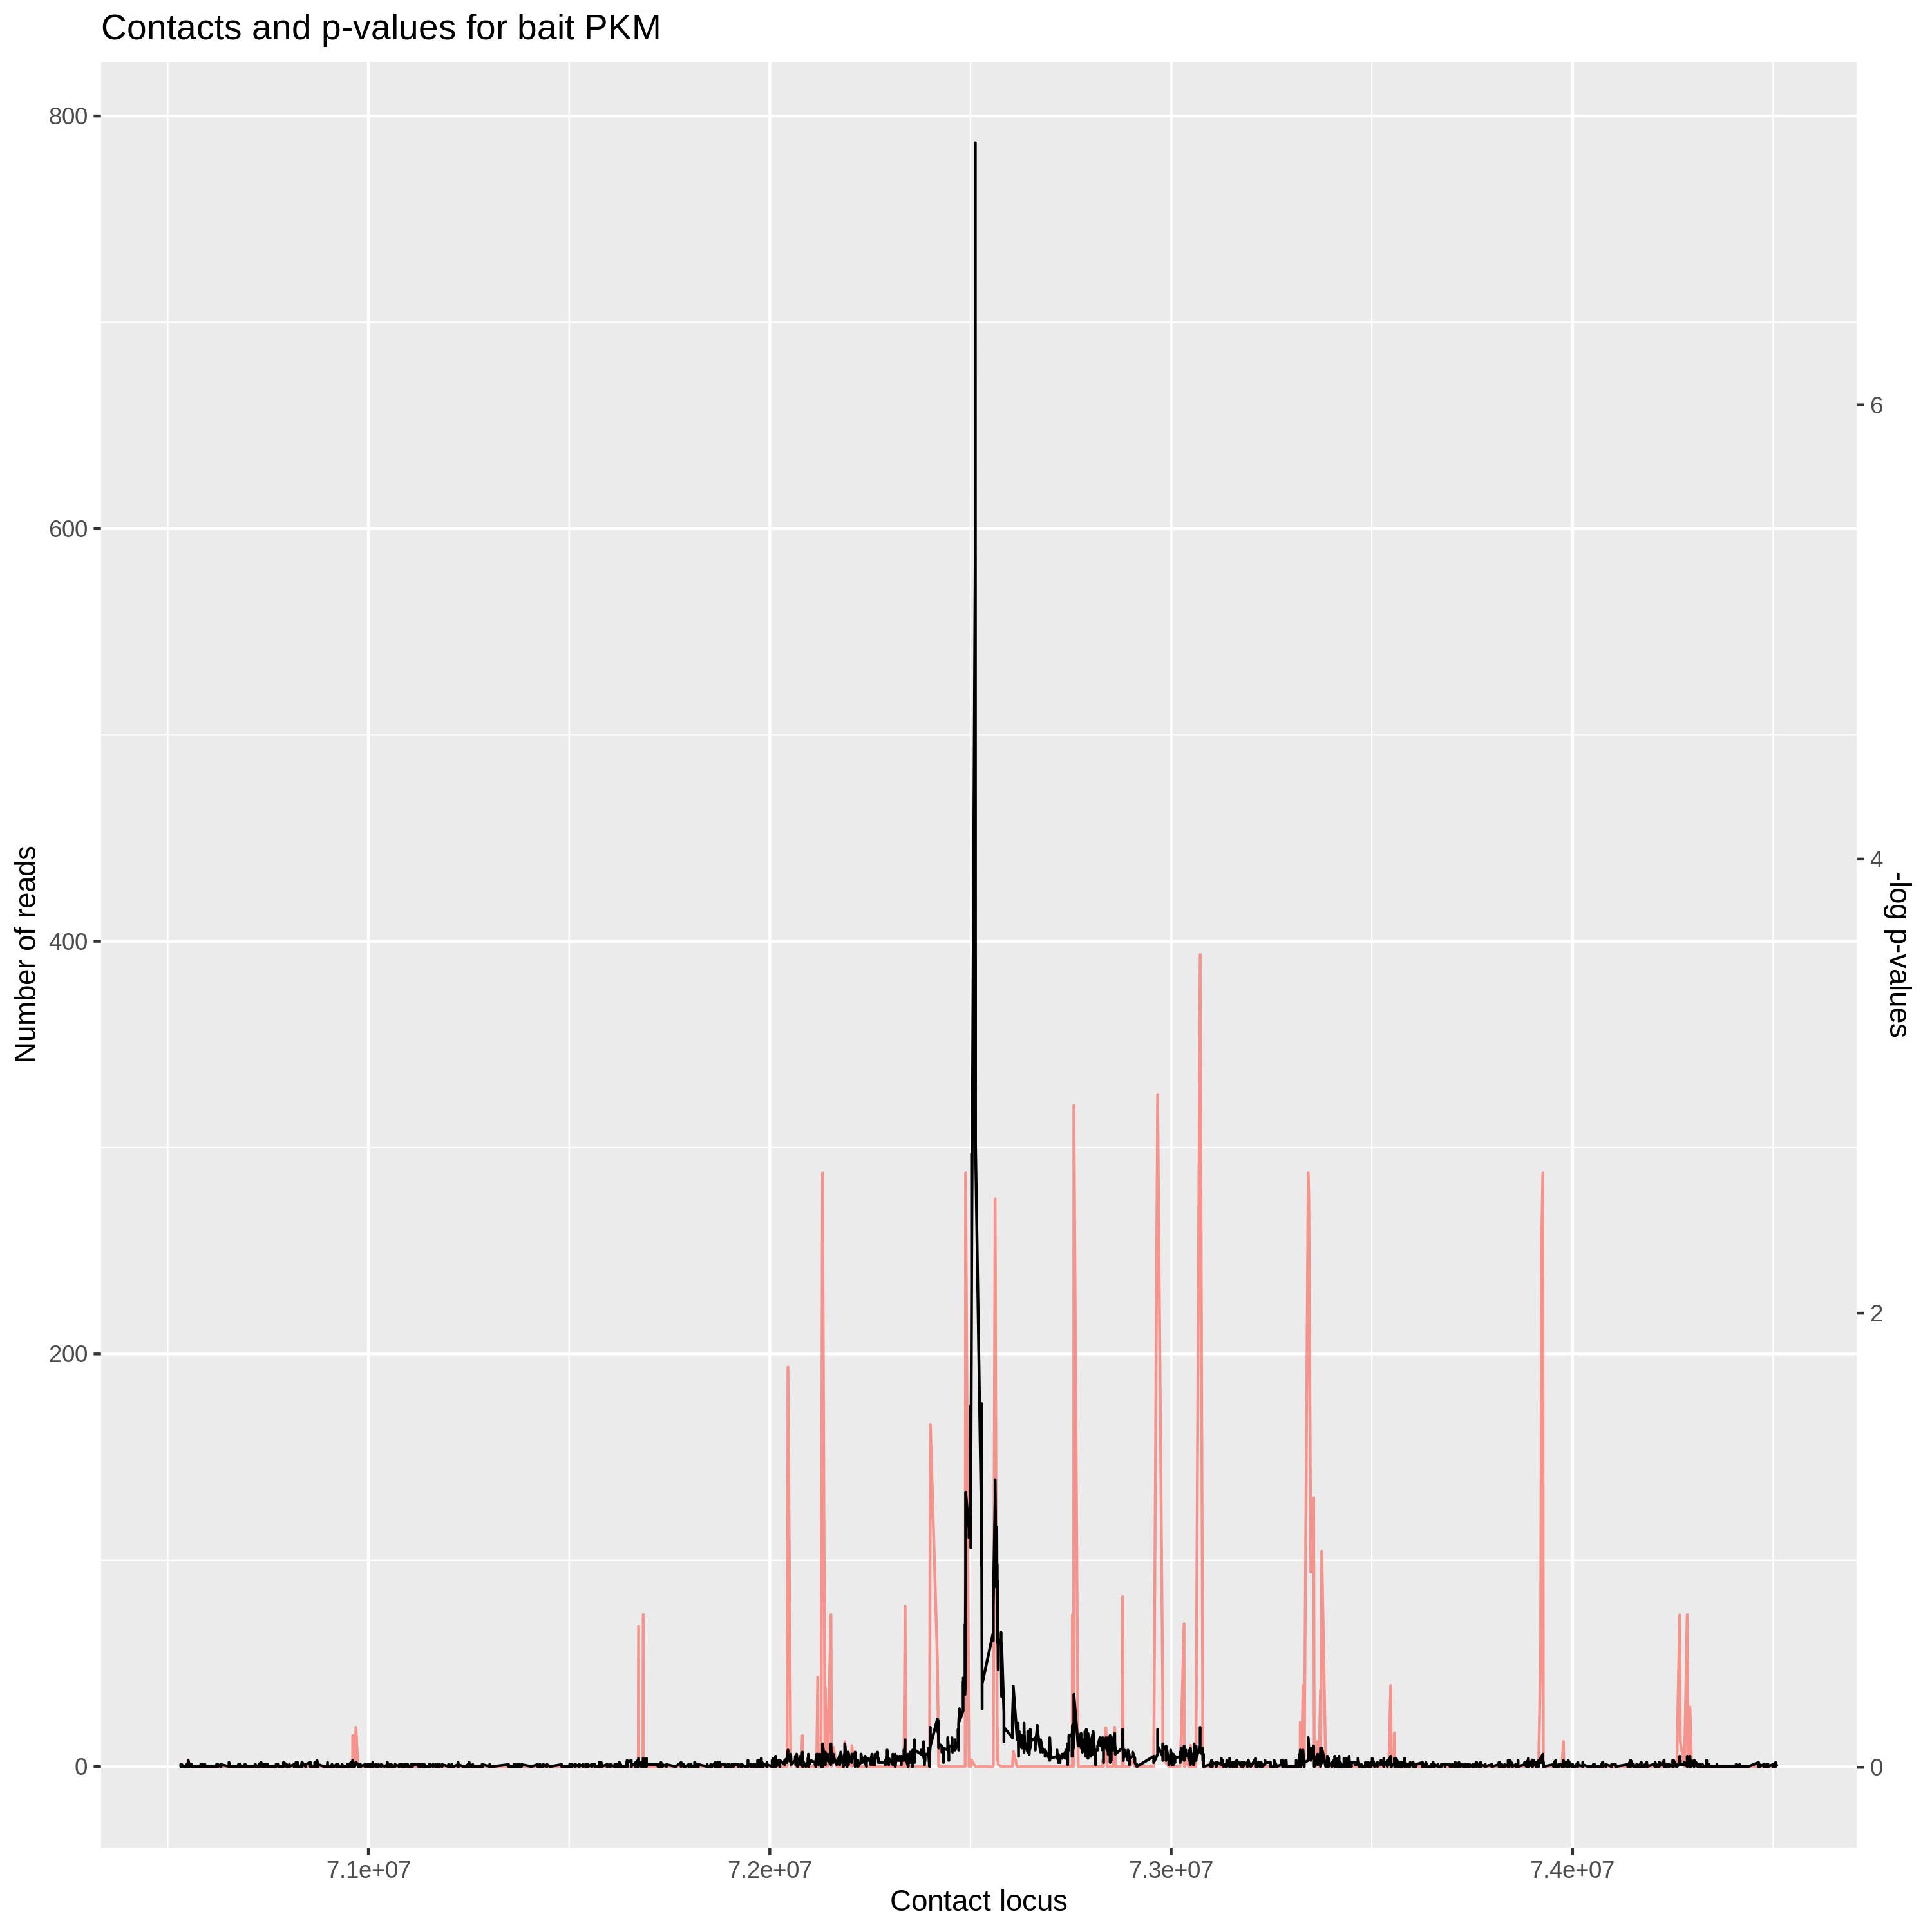 Contacts and p-values for bait PKM
800
600
400
200
0
Number of reads
6
4
2
0
-log p-values
7.1e+07
7.2e+07
7.3e+07
7.4e+07
Contact locus